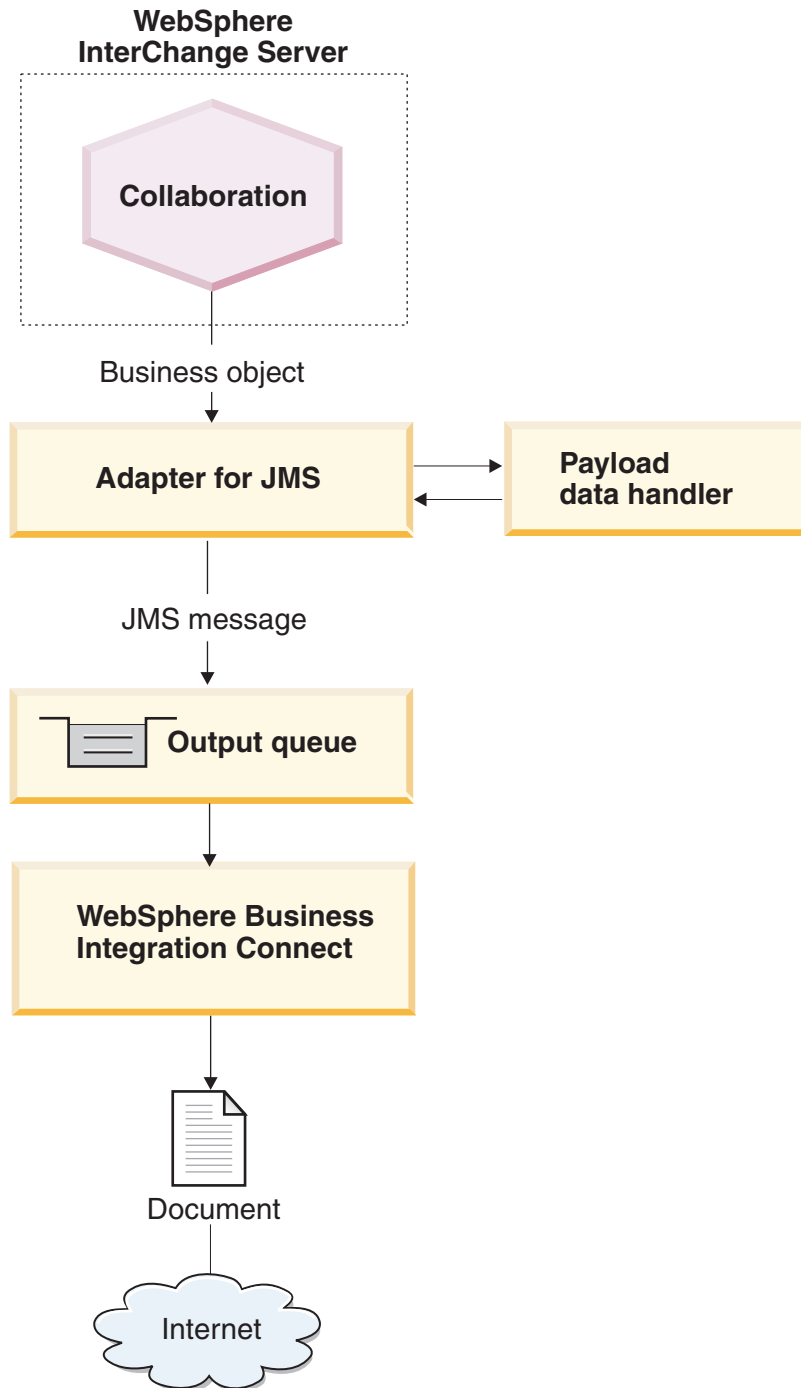 WebSphere
InterChange Server
Collaboration
Business object
Adapter for JMS
Payload
data handler
JMS message
Output queue
WebSphere Business
Integration Connect
Document
Internet